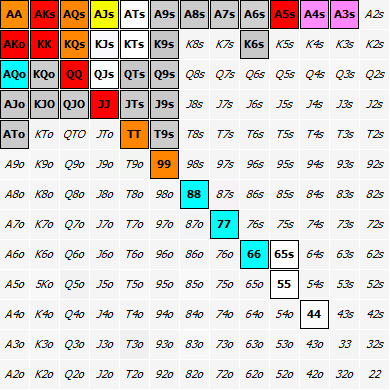 AA AKs AQs AJs ATs A9s A8s A7s A6s A5s A4s A3s A2s
AKo KK KQs KJs KTs K9s K8s K7s K6s K5s K4s K3s K2s
AQo KQo QQ QJs QTs Q9s Q8s Q7s Q6s Q5s Q4s Q3s Q2s
AJo KJO QJO JJ JTs J9s J8s J7s J6s J5s J4s J3s J2s
ATo KTo QTO JTo TT T9s T8s T7s T6s T5s T4s T3s T2s
A9o K9o Q9o J9o T9o 99 98s 97s 96s 95s 94s 93s 92s
A8o K8o Q8o J8o T8o 98o 88 87s 86s 85s 84s 83s 82s
A7o K7o Q7o J7o T7o 97o 87o 77 76s 75s 74s 73s 72s
A6o K6o Q6o J6o T6o 96o 86o 76o 66 65s 64s 63s 62s
A5o 5Ko Q5o J5o T5o 95o 85o 75o 65o 55 54s 53s 52s
A4o K4o Q4o J4o T4o 94o 84o 74o 64o 54o 44 43s 42s
A3o K3o Q3o J3o T3o 93o 83o 73o 63o 53o 43o 33 32s
A2o K2o Q2o J2o T2o 92o 82o 72o 62o 52o 42o 32o 22